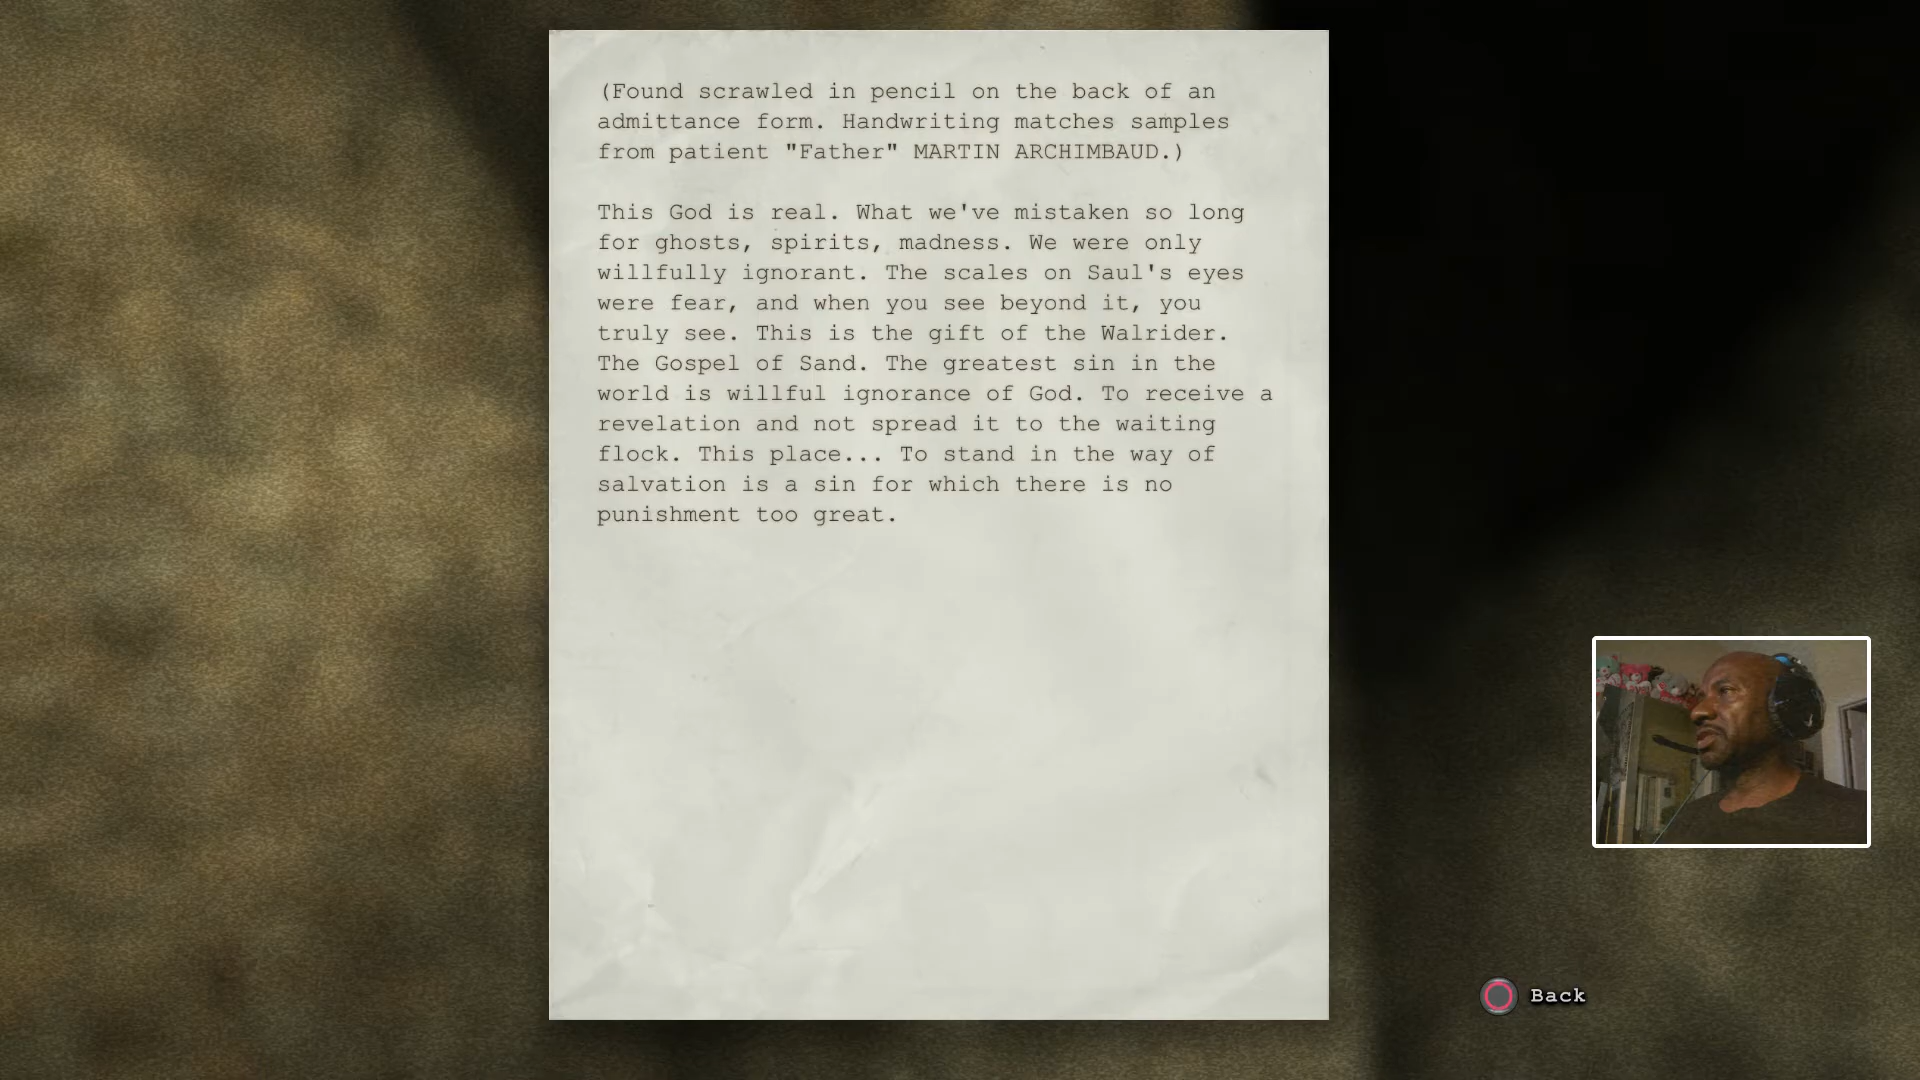 (Found scrawled in pencil on the back of an
admittance form. Handwriting matches samples
from patient "Father" MARTIN ARCHIMBAUD.)
This God is real. What we've mistaken so long
for ghosts, spirits, madness. We were only
willfully ignorant. The scales on Saul's eyes
were fear, and when you see beyond it, you
truly see. This is the gift of the Walrider.
The Gospel of Sand. The greatest sin in the
world is willful ignorance of God. To receive a
revelation and not spread it to the waiting
flock. This place... To stand in the way of
salvation is a sin for which there is no
punishment too great.
Back